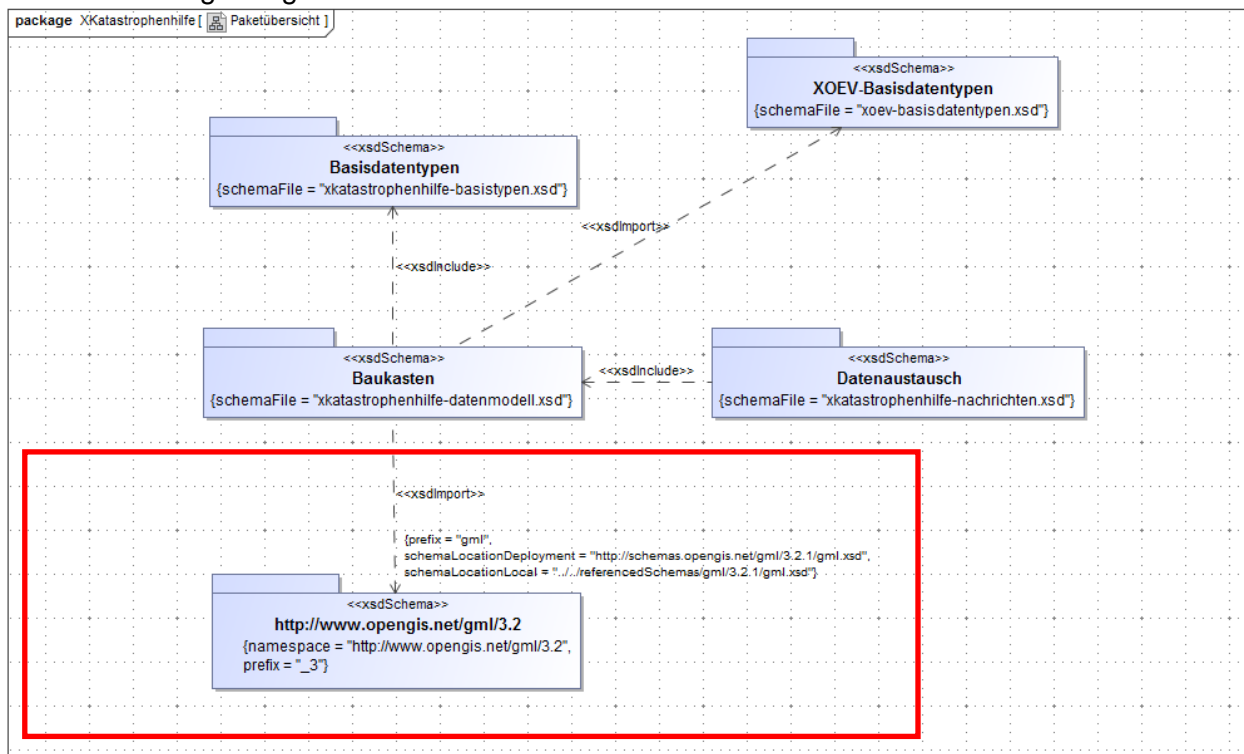 package XKatastrophenhilfe [ Paketübersicht ]
<<xsdSchema>>
XOEV-Basisdatentypen
{schemaFile = "xoev-basisdatentypen.xsd"}
<<xsdSchema>>
Basisdatentypen
{schemaFile = "xkatastrophenhilfe-basistypen.xsd"}
<<xsdImport>>
<<xsdInclude>>
<<xsdSchema>>
Baukasten
{schemaFile = "xkatastrophenhilfe-datenmodell.xsd"}
<<xsdInclude>>
<<xsdSchema>>
Datenaustausch
{schemaFile = "xkatastrophenhilfe-nachrichten.xsd"}
<<xsdImport>>
{prefix = "gml",
schemaLocationDeployment = "http://schemas.opengis.net/gml/3.2.1/gml.xsd",
schemaLocationLocal = "../../referencedSchemas/gml/3.2.1/gml.xsd"}
<<xsdSchema>>
http://www.opengis.net/gml/3.2
{namespace = "http://www.opengis.net/gml/3.2",
prefix = "_3"}